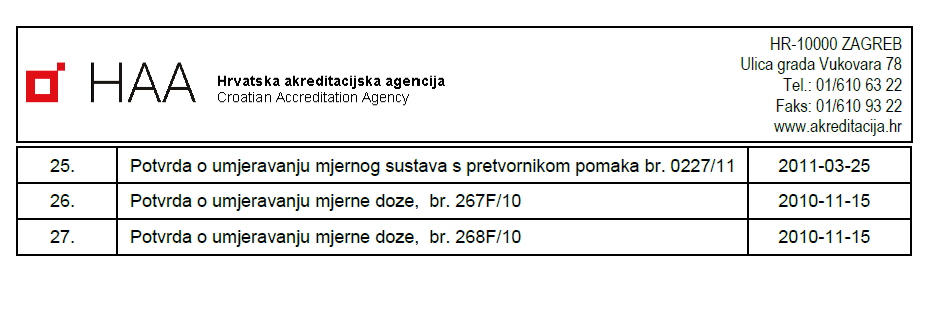 HAA
Hrvatska akreditacijska agencija
Croatian Accreditation Agency
HR-10000 ZAGREB
Ulica grada Vukovara 78
Tel.: 01/610 63 22
Faks: 01/610 93 22
www.akreditacija.hr
25. Potvrda o umjeravanju mjernog sustava s pretvornikom pomaka br. 0227/11 2011-03-25
26. Potvrda o umjeravanju mjerne doze, br. 267F/10 2010-11-15
27. Potvrda o umjeravanju mjerne doze, br. 268F/10 2010-11-15